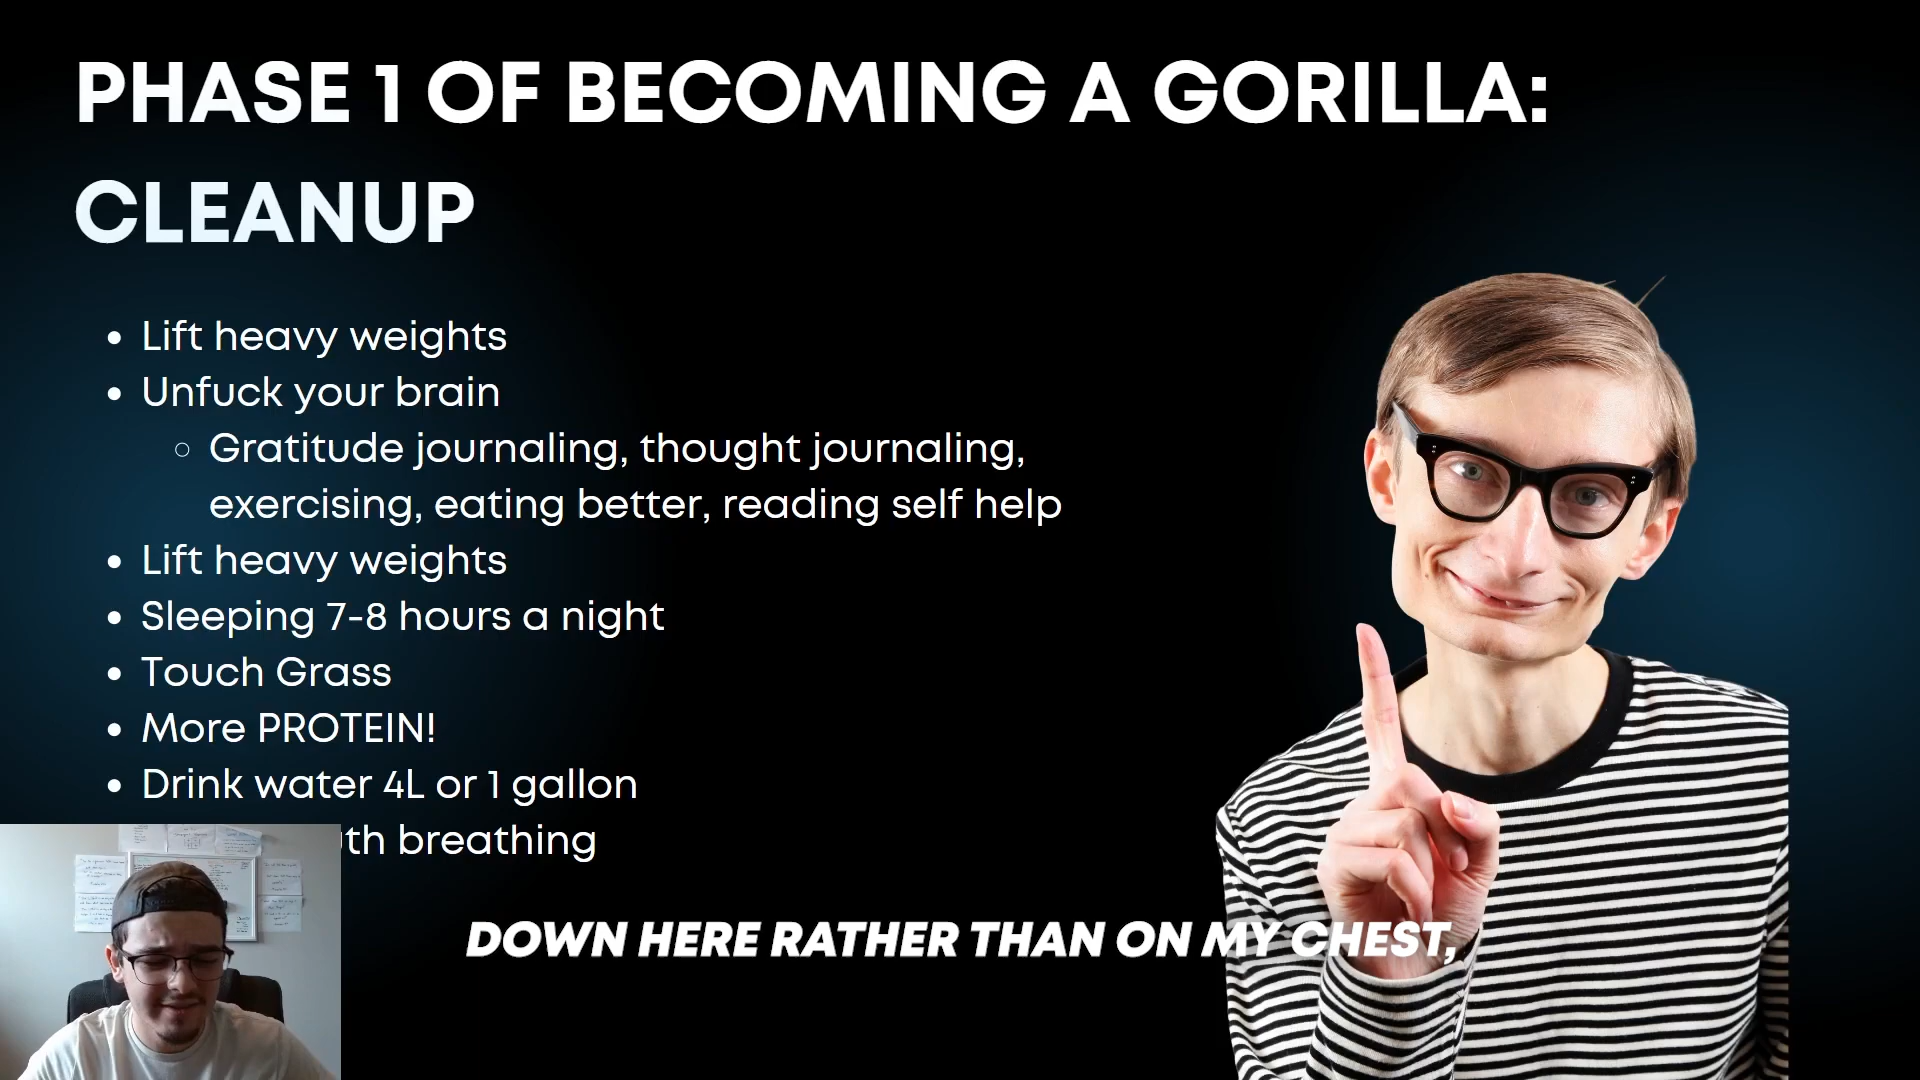 PHASE 1 OF BECOMING A GORILLA:
CLEANUP
• Lift heavy weights
• Unfuck your brain
○ Gratitude journaling, thought journaling,
exercising, eating better, reading self help
• Lift heavy weights
• Sleeping 7-8 hours a night
• Touch Grass
• More PROTEIN!
• Drink water 4L or 1 gallon
breathing
DOWN HERE RATHER THAN ON MY CHEST,